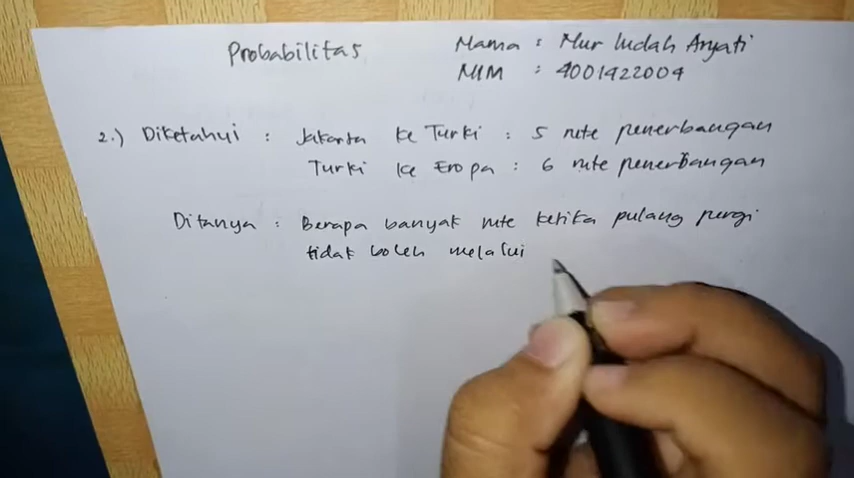 Probabilitas
Nama : Nur Indah Aryati
NIM : 4001422004
2.) Diketahui : Jakarta ke Turki : 5 rute penerbangan
Turki ke Eropa : 6 rute penerbangan
Ditanya : Berapa banyak rute ketika pulang pergi
tidak boleh melalui